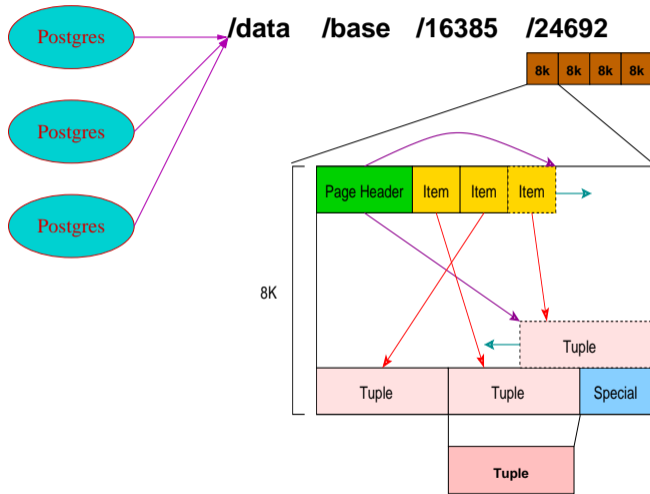 /data /base /16385 /24692
Postgres
8k 8k 8k 8k
Postgres
Page Header Item Item Item
Postgres
8K
Tuple
Tuple Tuple Special
Tuple